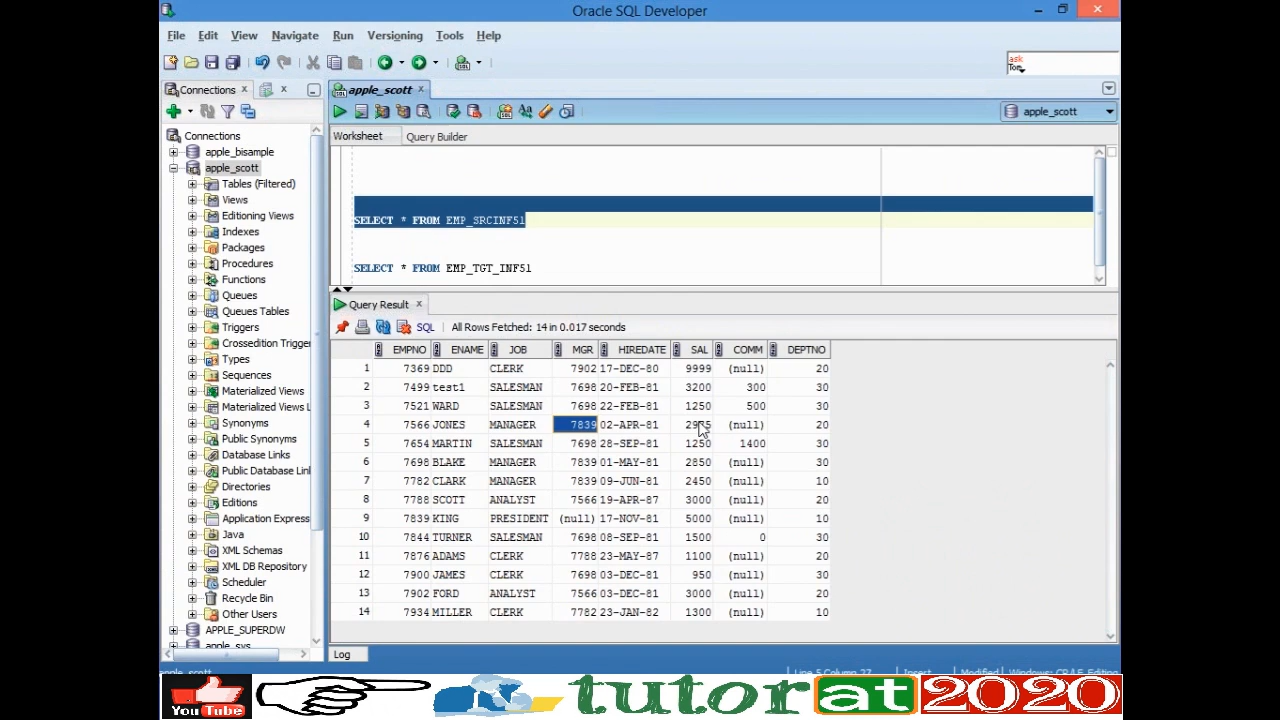 Oracle SQL Developer
File Edit View Navigate Run Versioning Tools Help
ask
Tom
Connections
apple_scott
apple_scott
Connections
apple_bisample
apple_scott
Tables (Filtered)
Views
Editioning Views
Indexes
Packages
Procedures
Functions
Queues
Queues Tables
Triggers
Crossedition Trigge
Types
Sequences
Materialized Views
Materialized Views L
Synonyms
Public Synonyms
Database Links
Public Database Lin
Directories
Editions
Application Express
Java
XML Schemas
XML DB Repository
Scheduler
Recycle Bin
Other Users
APPLE_SUPERDW
apple_sys
Worksheet Query Builder
SELECT * FROM EMP_SRCINF51
SELECT * FROM EMP_TGT_INF51
Query Result
SQL All Rows Fetched: 14 in 0.017 seconds
EMPNO ENAME JOB MGR HIREDATE SAL COMM DEPTNO
1 7369 DDD CLERK 7902 17-DEC-80 9999 (null) 20
2 7499 test1 SALESMAN 7698 20-FEB-81 3200 300 30
3 7521 WARD SALESMAN 7698 22-FEB-81 1250 500 30
4 7566 JONES MANAGER 7839 02-APR-81 (null) 20
5 7654 MARTIN SALESMAN 7698 28-SEP-81 1250 1400 30
6 7698 BLAKE MANAGER 7839 01-MAY-81 2850 (null) 30
7 7782 CLARK MANAGER 7839 09-JUN-81 2450 (null) 10
8 7788 SCOTT ANALYST 7566 19-APR-87 3000 (null) 20
9 7839 KING PRESIDENT (null) 17-NOV-81 5000 (null) 10
10 7844 TURNER SALESMAN 7698 08-SEP-81 1500 0 30
11 7876 ADAMS CLERK 7788 23-MAY-87 1100 (null) 20
12 7900 JAMES CLERK 7698 03-DEC-81 950 (null) 30
13 7902 FORD ANALYST 7566 03-DEC-81 3000 (null) 20
14 7934 MILLER CLERK 7782 23-JAN-82 1300 (null) 10
Log
You Tube
tutorat2020